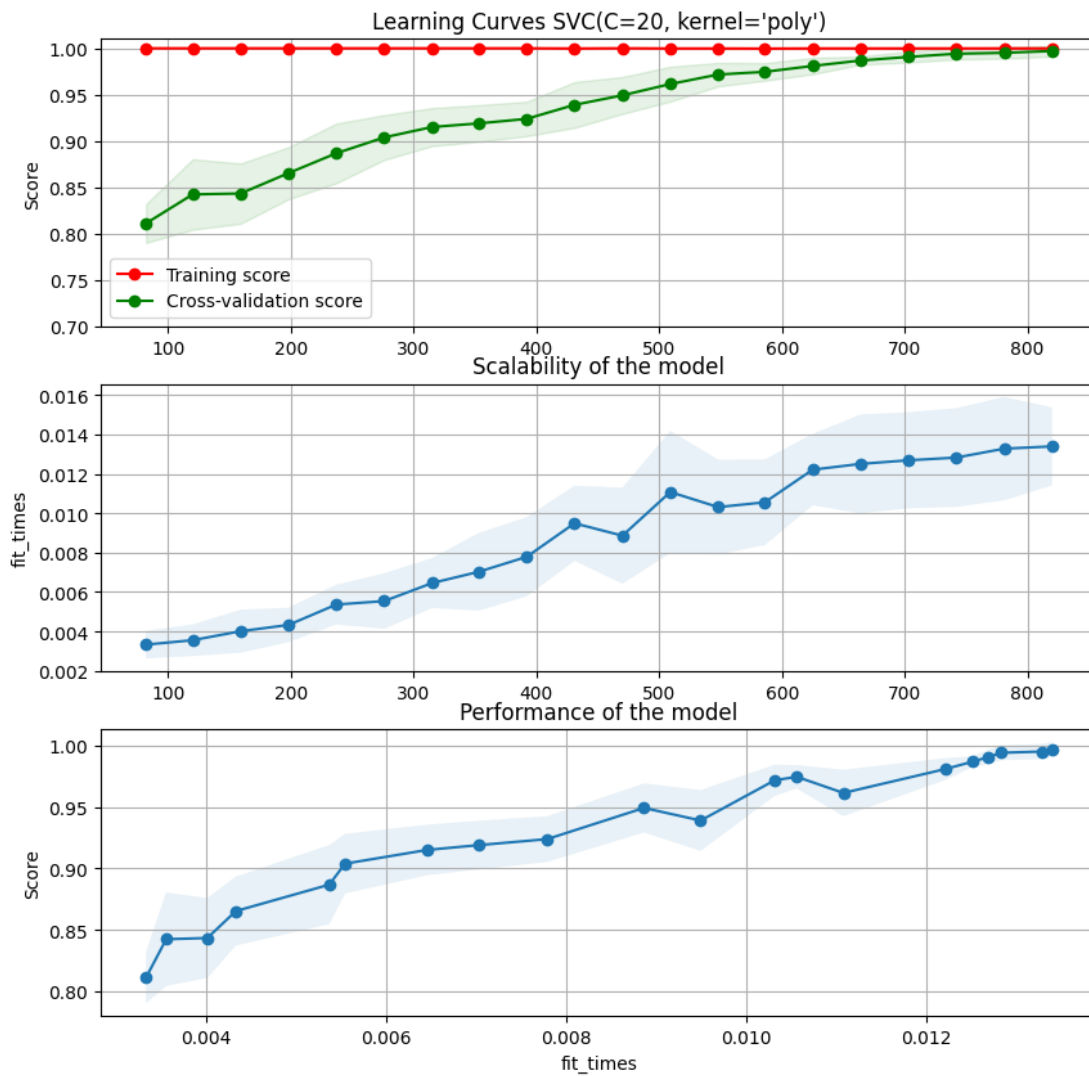 Learning Curves SVC(C=20, kernel='poly')
1.00
0.95
0.90
0.85
0.80
0.75
0.70
Score
Training score
Cross-validation score
100 200 300 400 500 600 700 800
Scalability of the model
0.016
0.014
0.012
0.010
0.008
0.006
0.004
0.002
fit_times
100 200 300 400 500 600 700 800
Performance of the model
1.00
0.95
0.90
0.85
0.80
Score
0.004 0.006 0.008 0.010 0.012
fit_times